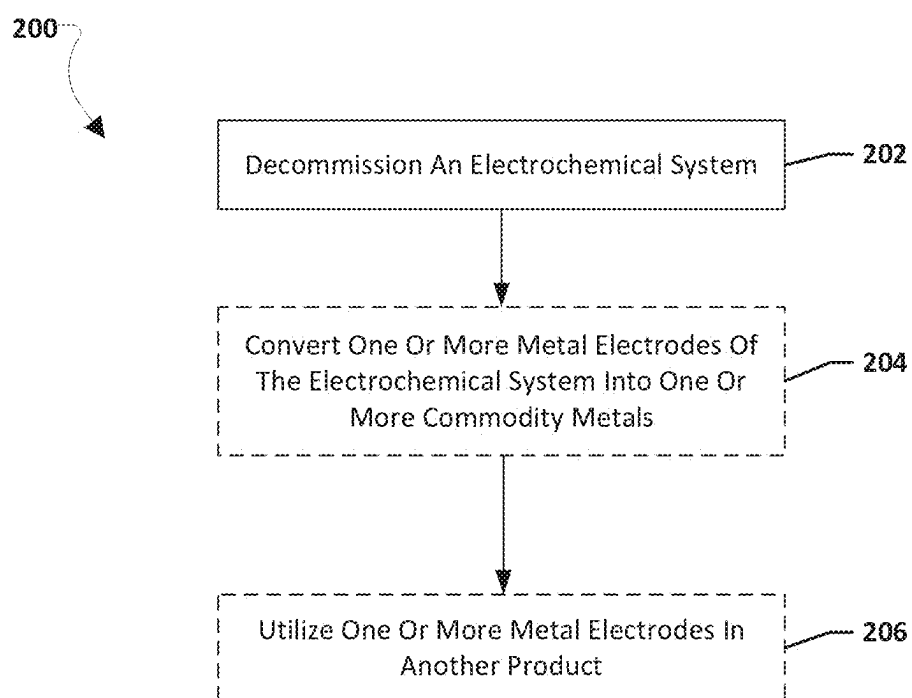 200
Decommission An Electrochemical System
202
Convert One Or More Metal Electrodes Of
The Electrochemical System Into One Or
More Commodity Metals
204
Utilize One Or More Metal Electrodes In
Another Product
206